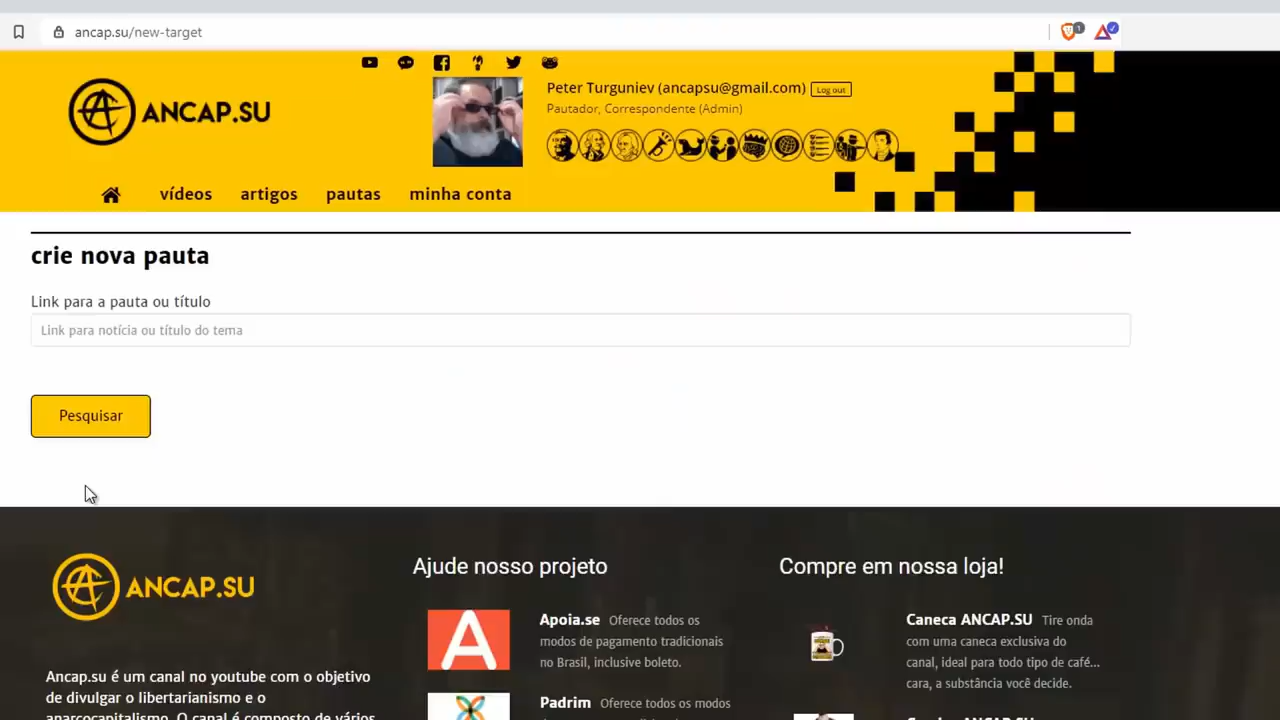 ancap.su/new-target
ANCAP.SU
Peter Turguniev (ancapsu@gmail.com) Log out
Pautador, Correspondente (Admin)
vídeos artigos pautas minha conta
crie nova pauta
Link para a pauta ou título
Link para notícia ou título do tema
Pesquisar
ANCAP.SU
Ancap.su é um canal no youtube com o objetivo
de divulgar o libertarianismo e o
anarcocapitalismo. O canal é composto de vários
Ajude nosso projeto
Apoia.se Oferece todos os
modos de pagamento tradicionais
no Brasil, inclusive boleto.
Padrim Oferece todos os modos
Compre em nossa loja!
Caneca ANCAP.SU Tire onda
com uma caneca exclusiva do
canal, ideal para todo tipo de café...
cara, a substância você decide.